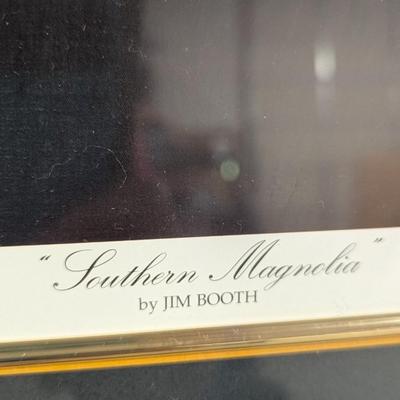 "Southern Magnolia"
by JIM BOOTH